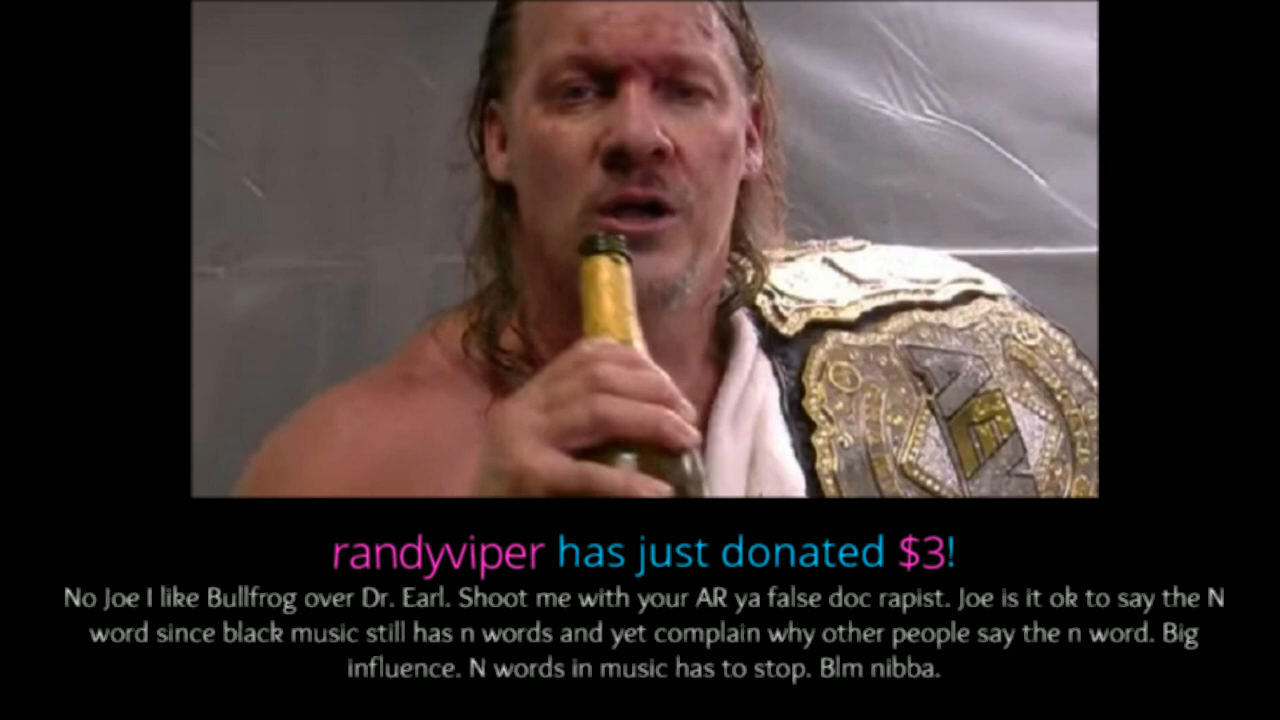 AEW
randyviper has just donated $3!
No Joe I like Bullfrog over Dr. Earl. Shoot me with your AR ya false doc rapist. Joe is it ok to say the N
word since black music still has n words and yet complain why other people say the n word. Big
influence. N words in music has to stop. Blm nibba.